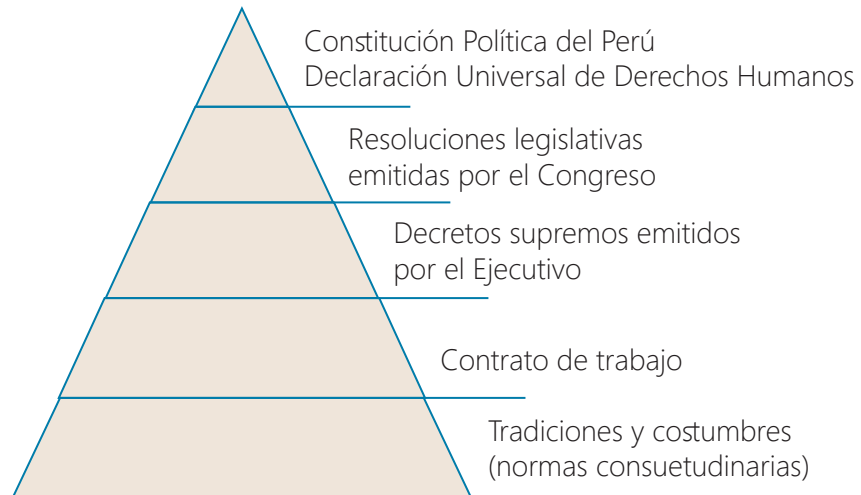 Constitución Política del Perú
Declaración Universal de Derechos Humanos
Resoluciones legislativas
emitidas por el Congreso
Decretos supremos emitidos
por el Ejecutivo
Contrato de trabajo
Tradiciones y costumbres
(normas consuetudinarias)